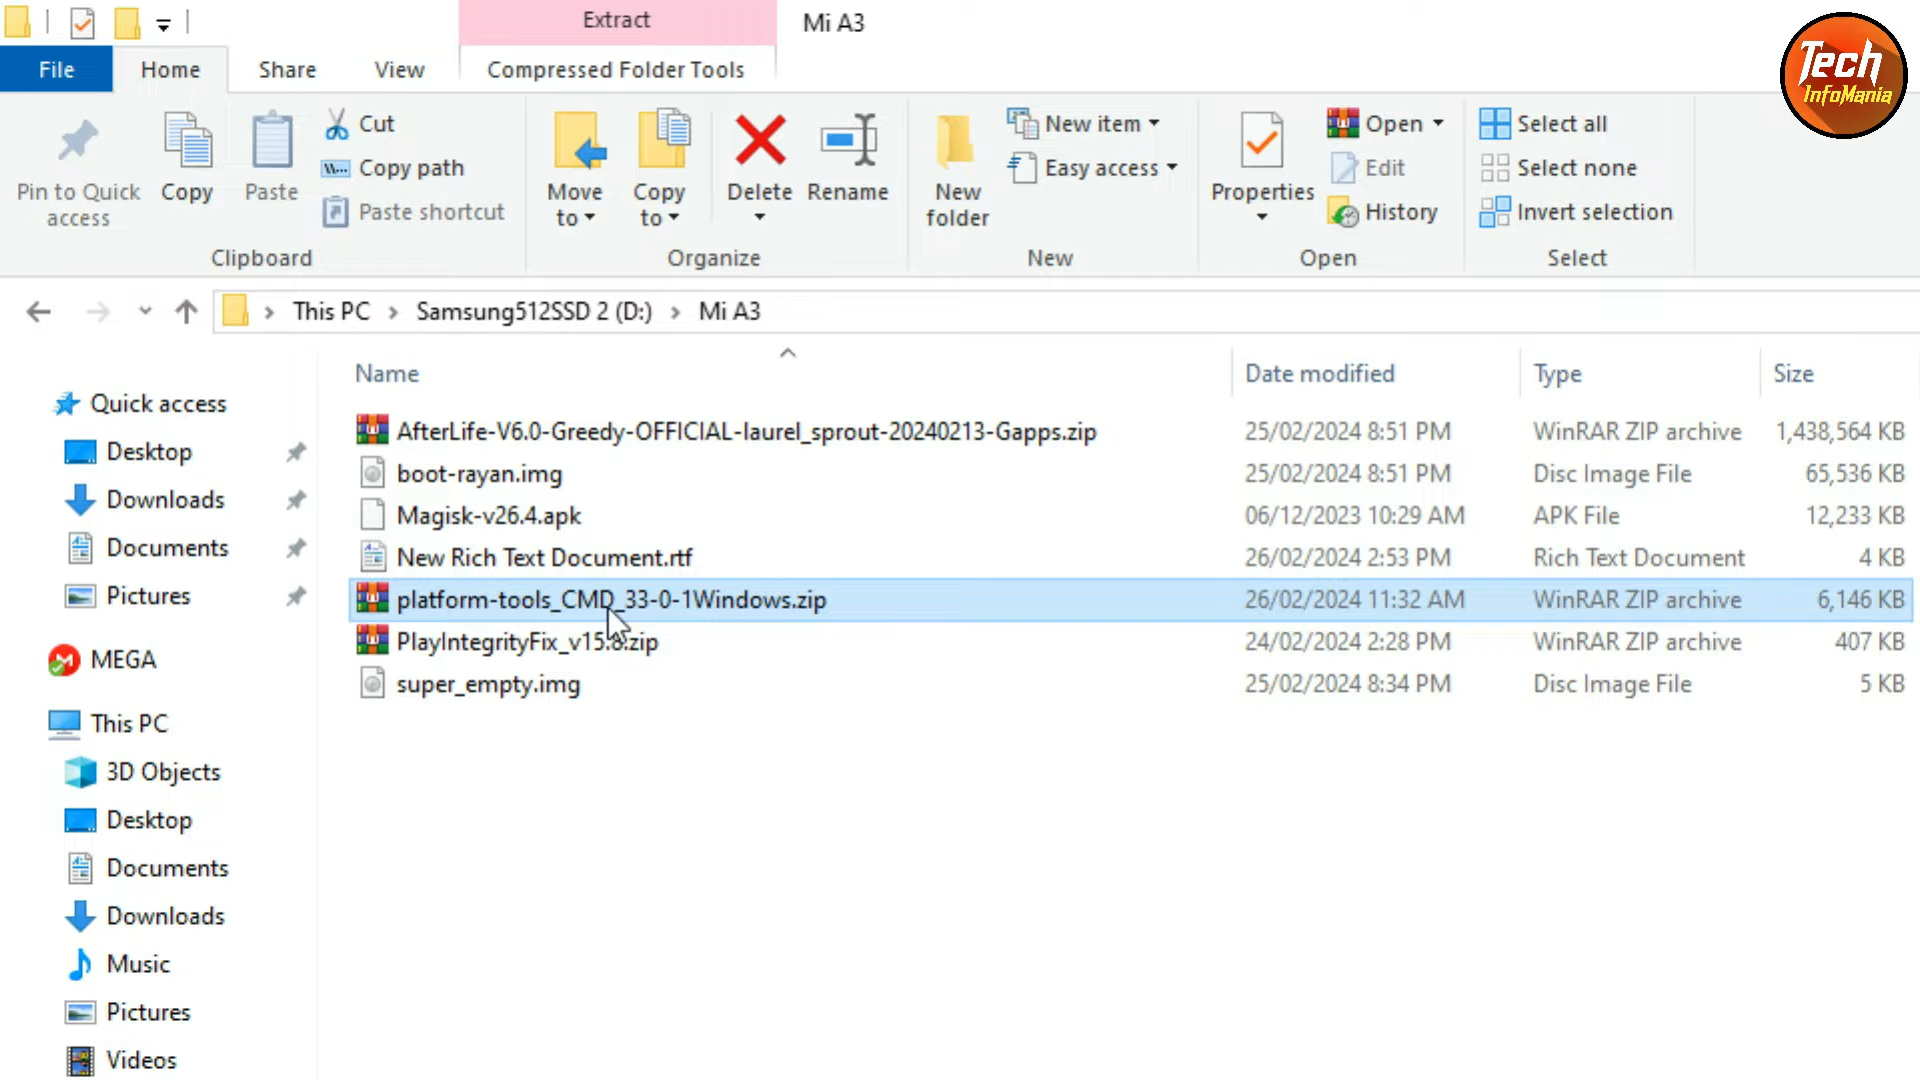 Extract
Mi A3
Tech
InfoMania
File
Home
Share
View
Compressed Folder Tools
Pin to Quick
access
Copy
Paste
Cut
Copy path
Paste shortcut
Move
to
Copy
to
Delete
Rename
New
folder
New item
Easy access
Properties
Open
Edit
History
Select all
Select none
Invert selection
Clipboard
Organize
New
Open
Select
This PC > Samsung512SSD 2 (D:) > Mi A3
Name
Date modified
Type
Size
Quick access
Desktop
Downloads
Documents
Pictures
MEGA
This PC
3D Objects
Desktop
Documents
Downloads
Music
Pictures
Videos
AfterLife-V6.0-Greedy-OFFICIAL-laurel_sprout-20240213-Gapps.zip 25/02/2024 8:51 PM WinRAR ZIP archive 1,438,564 KB
boot-rayan.img 25/02/2024 8:51 PM Disc Image File 65,536 KB
Magisk-v26.4.apk 06/12/2023 10:29 AM APK File 12,233 KB
New Rich Text Document.rtf 26/02/2024 2:53 PM Rich Text Document 4 KB
platform-tools_CMD_33-0-1Windows.zip 26/02/2024 11:32 AM WinRAR ZIP archive 6,146 KB
24/02/2024 2:28 PM WinRAR ZIP archive 407 KB
super_empty.img 25/02/2024 8:34 PM Disc Image File 5 KB